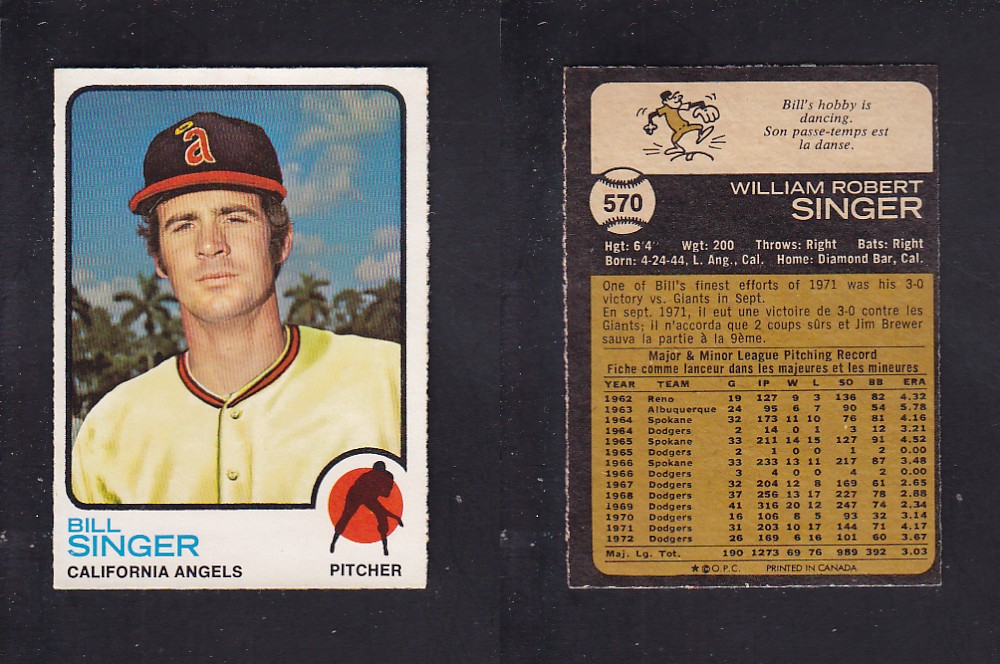 a
BILL
SINGER
CALIFORNIA ANGELS
PITCHER
Bill's hobby is
dancing.
Son passe-temps est
la danse.
570
WILLIAM ROBERT
SINGER
Hgt: 6'4" Wgt: 200 Throws: Right Bats: Right
Born: 4-24-44, L. Ang., Cal. Home: Diamond Bar, Cal.
One of Bill's finest efforts of 1971 was his 3-0
victory vs. Giants in Sept.
En sept. 1971, il eut une victoire de 3-0 contre les
Giants; il n'accorda que 2 coups sûrs et Jim Brewer
sauva la partie à la 9ème.
Major & Minor League Pitching Record
Fiche comme lanceur dans les majeures et les mineures
YEAR TEAM G IP W L SO BB ERA
1962 Reno 19 127 9 3 136 82 4.32
1963 Albuquerque 24 95 6 7 90 54 5.78
1964 Spokane 32 173 11 10 76 81 4.16
1964 Dodgers 2 14 0 1 3 12 3.21
1965 Spokane 33 211 14 15 127 91 4.52
1965 Dodgers 2 1 0 0 1 2 0.00
1966 Spokane 33 233 13 11 217 87 3.48
1966 Dodgers 3 4 0 0 4 2 0.00
1967 Dodgers 32 204 12 8 169 61 2.65
1968 Dodgers 37 256 13 17 227 78 2.88
1969 Dodgers 41 316 20 12 247 74 2.34
1970 Dodgers 16 106 8 5 93 32 3.14
1971 Dodgers 31 203 10 17 144 71 4.17
1972 Dodgers 26 169 6 16 101 60 3.67
Maj. Lg. Tot. 190 1273 69 76 989 392 3.03
★ © O.P.C. PRINTED IN CANADA